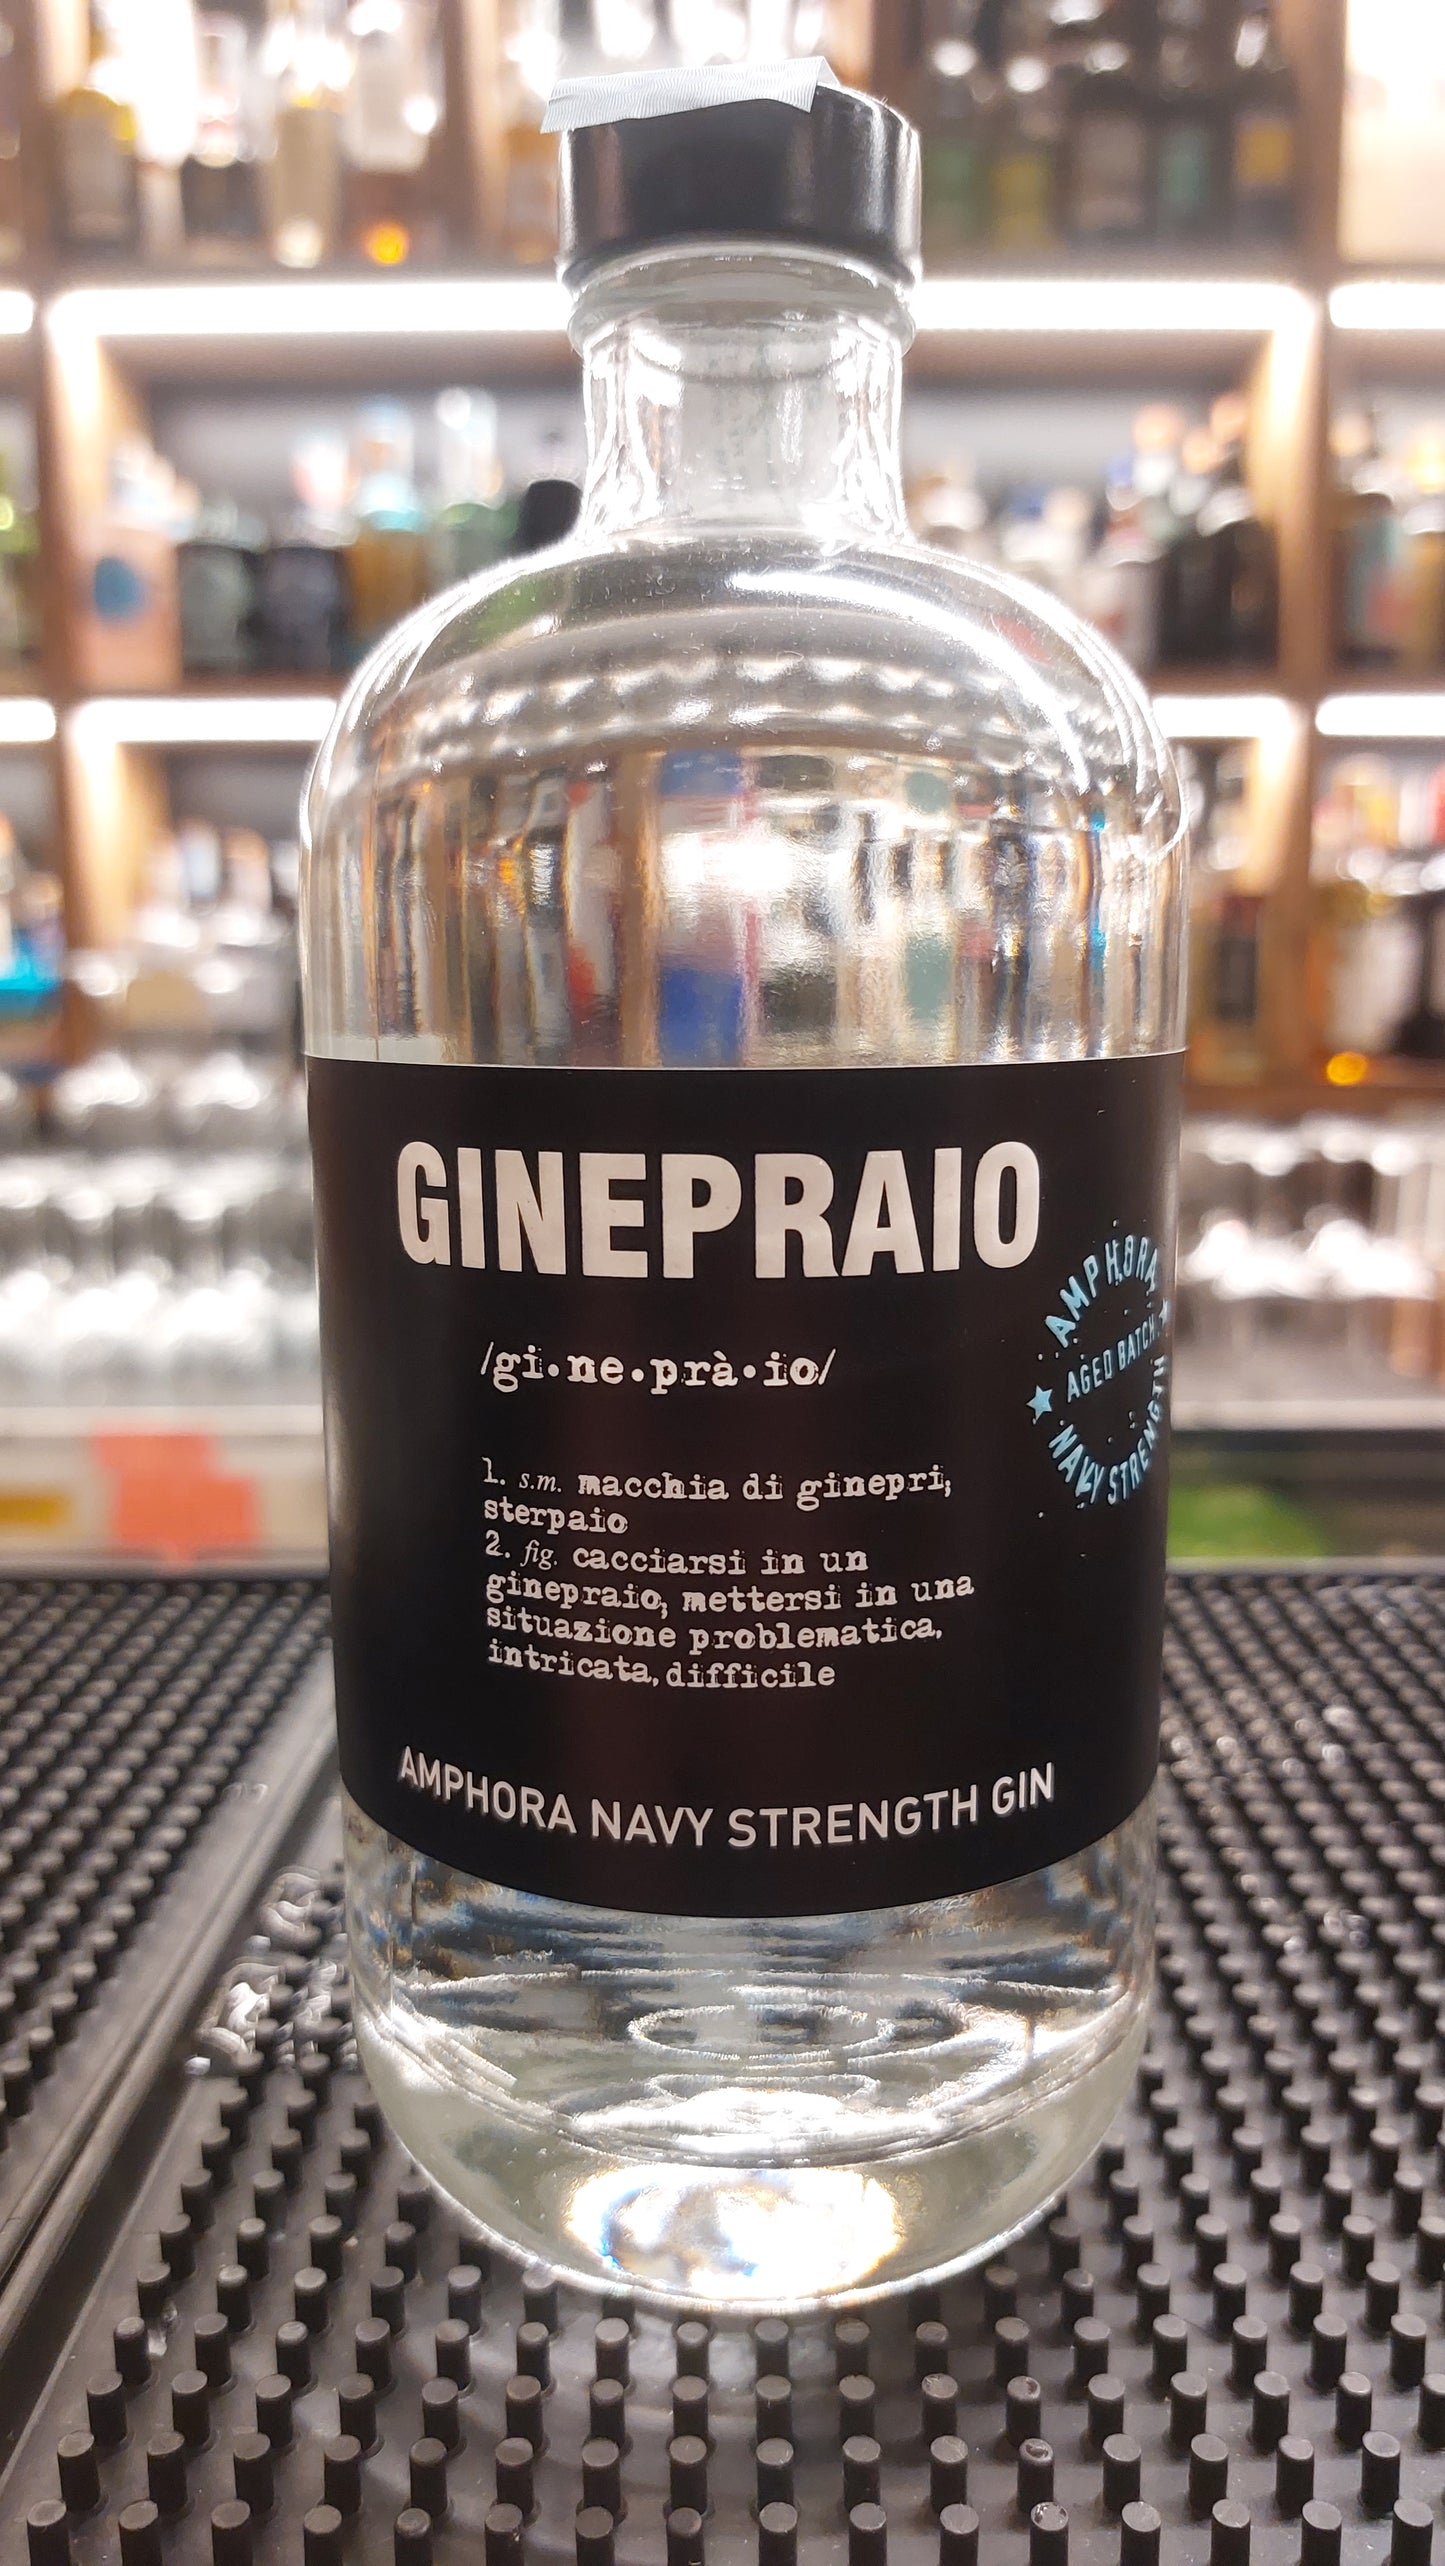 GINEPRAIO
/gi•ne•prà•io/
1. s.m. macchia di ginepri,
sterpaio
2. fig. cacciarsi in un
ginepraio, mettersi in una
situazione problematica,
intricata, difficile
AMPHORA NAVY STRENGTH GIN
AMPHORA
AGED BATCH
NAVY STRENGTH